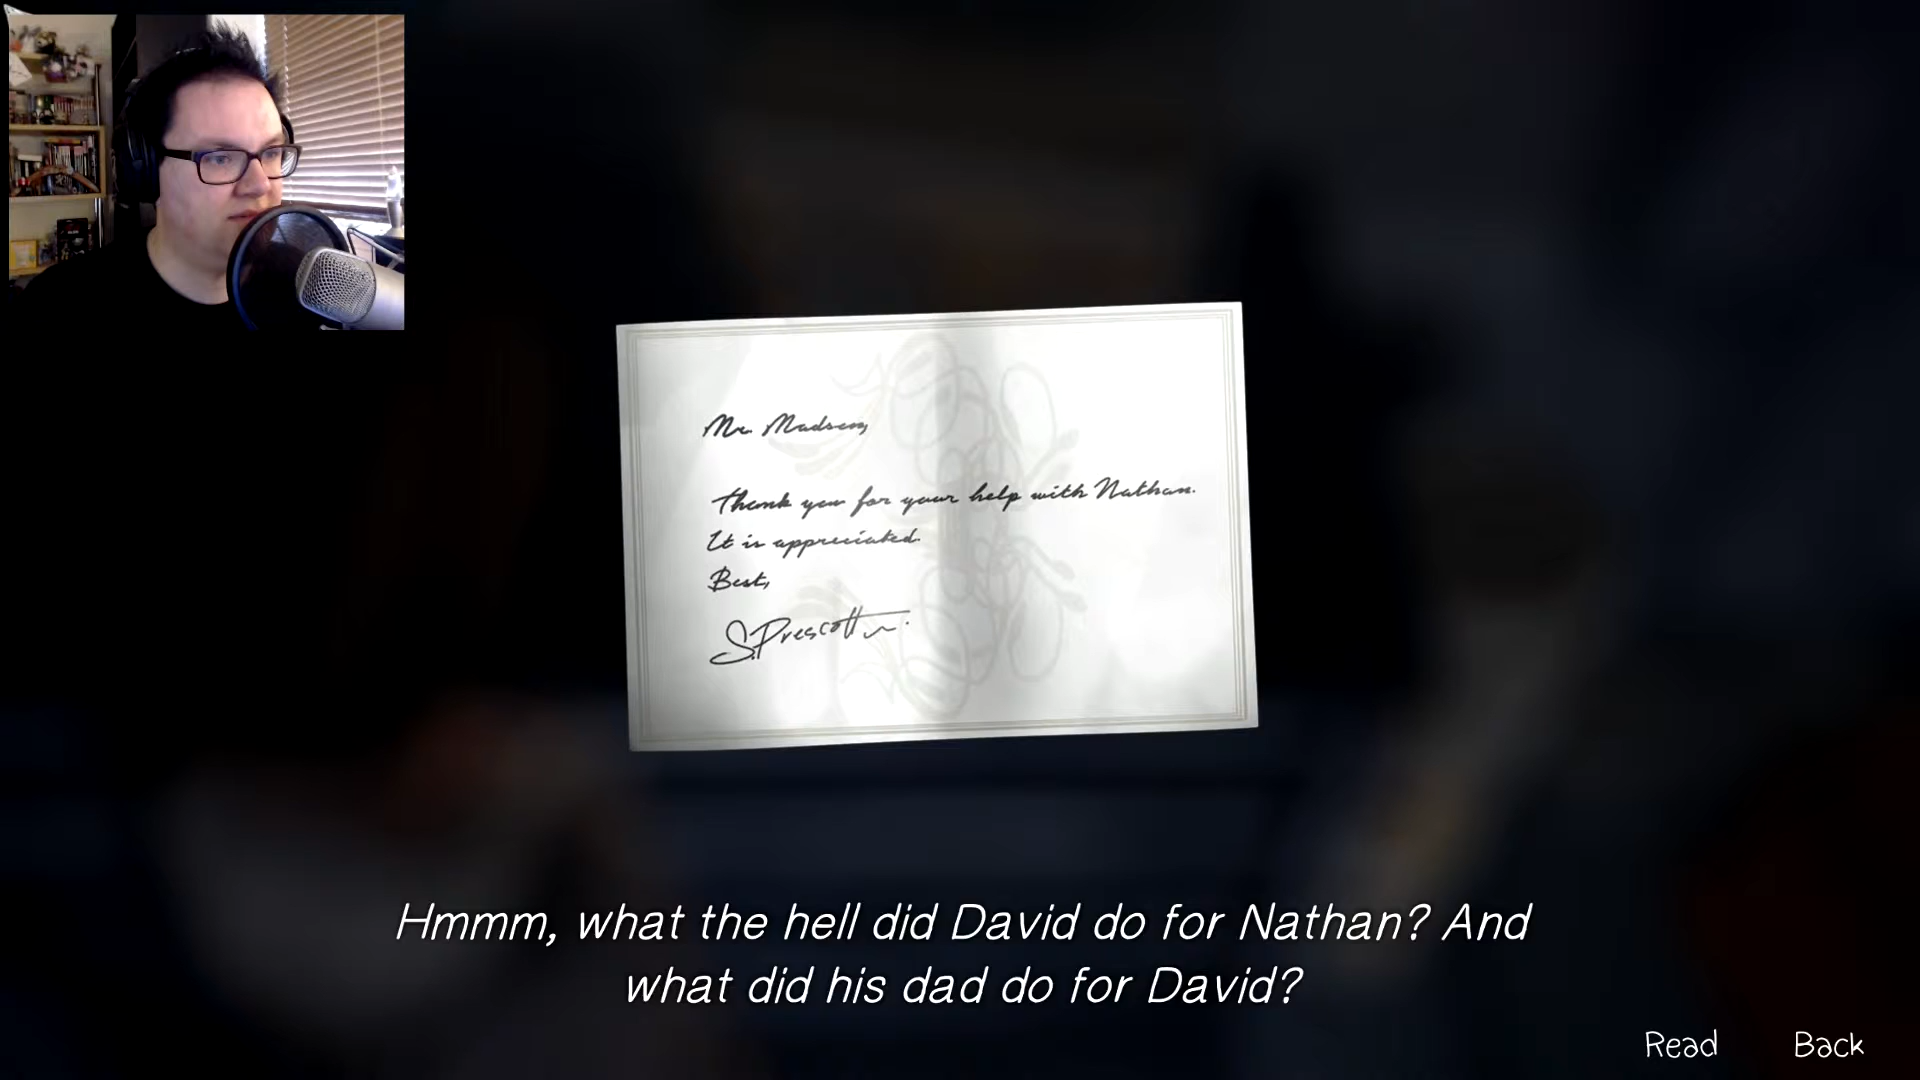 Mr. Madsen,
Thank you for your help with Nathan.
It is appreciated.
Best,
S.Prescott
Hmmm, what the hell did David do for Nathan? And
what did his dad do for David?
Read Back